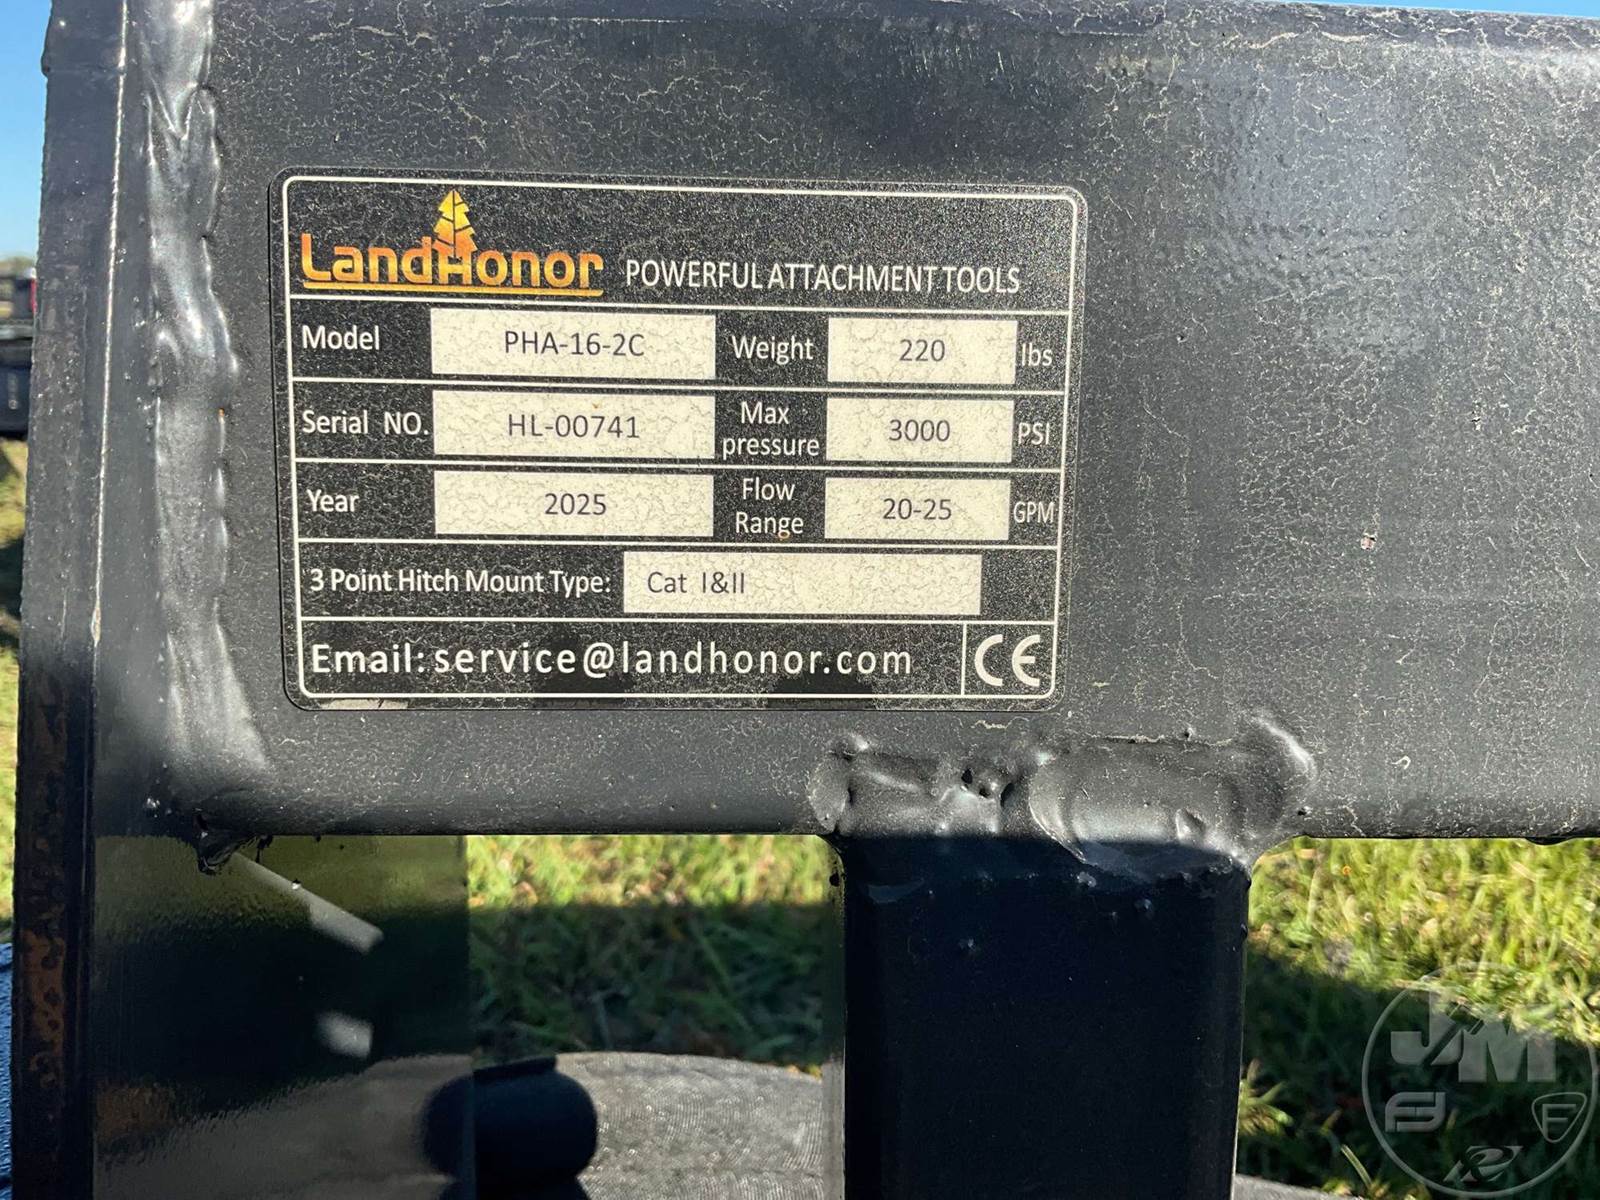 LandHonor POWERFUL ATTACHMENT TOOLS
Model PHA-16-2C Weight 220 lbs
Serial NO. HL-00741 Max pressure 3000 PSI
Year 2025 Flow Range 20-25 GPM
3 Point Hitch Mount Type: Cat I&II
Email: service@landhonor.com CE
JM